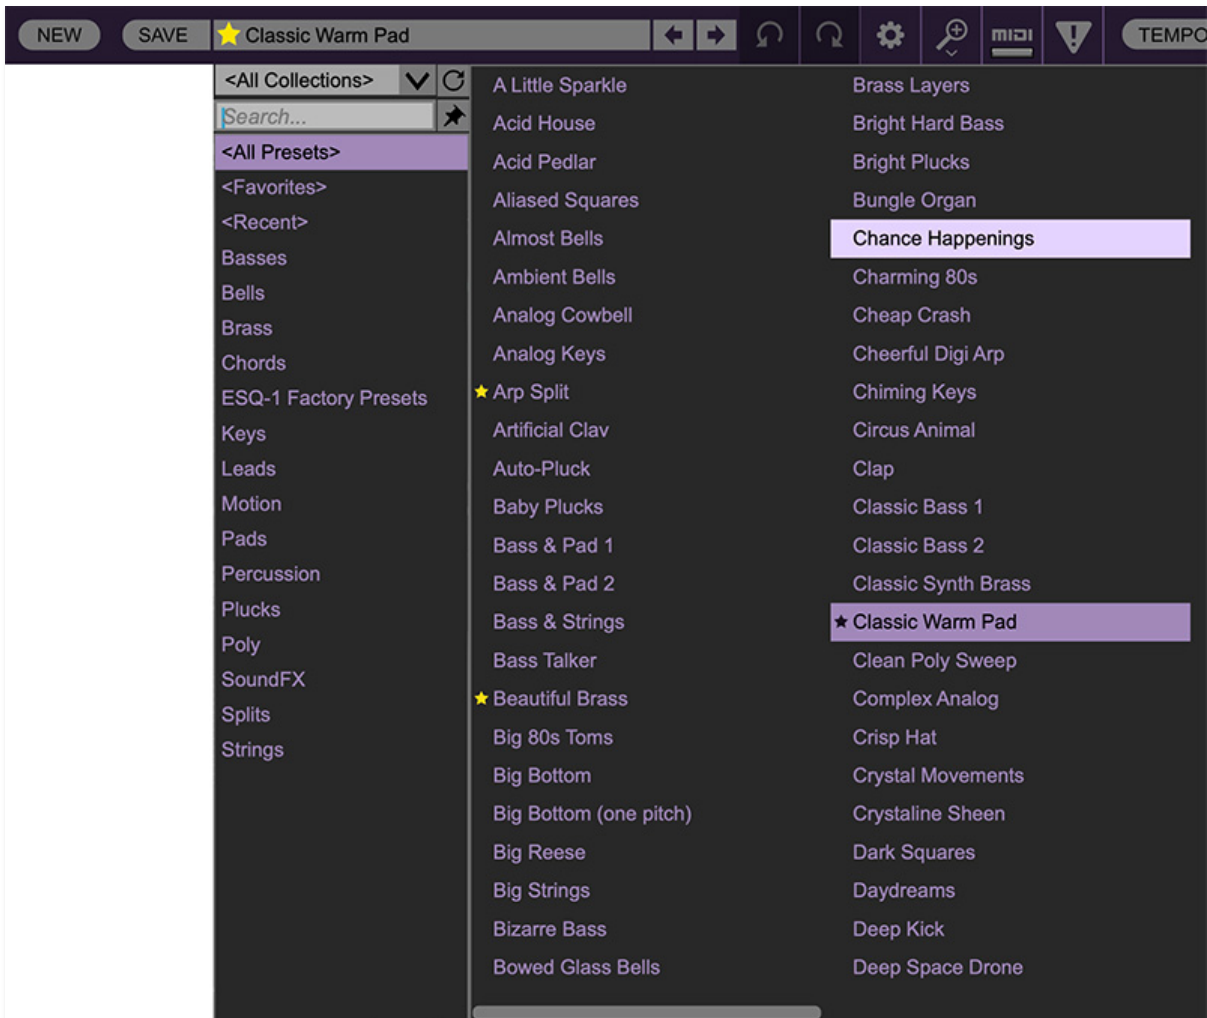 NEW
SAVE
Classic Warm Pad
MIDI
TEMPO
<All Collections>
Search...
<All Presets>
<Favorites>
<Recent>
Basses
Bells
Brass
Chords
ESQ-1 Factory Presets
Keys
Leads
Motion
Pads
Percussion
Plucks
Poly
SoundFX
Splits
Strings
A Little Sparkle
Acid House
Acid Pedlar
Aliased Squares
Almost Bells
Ambient Bells
Analog Cowbell
Analog Keys
Arp Split
Artificial Clav
Auto-Pluck
Baby Plucks
Bass & Pad 1
Bass & Pad 2
Bass & Strings
Bass Talker
Beautiful Brass
Big 80s Toms
Big Bottom
Big Bottom (one pitch)
Big Reese
Big Strings
Bizarre Bass
Bowed Glass Bells
Brass Layers
Bright Hard Bass
Bright Plucks
Bungle Organ
Chance Happenings
Charming 80s
Cheap Crash
Cheerful Digi Arp
Chiming Keys
Circus Animal
Clap
Classic Bass 1
Classic Bass 2
Classic Synth Brass
Classic Warm Pad
Clean Poly Sweep
Complex Analog
Crisp Hat
Crystal Movements
Crystaline Sheen
Dark Squares
Daydreams
Deep Kick
Deep Space Drone